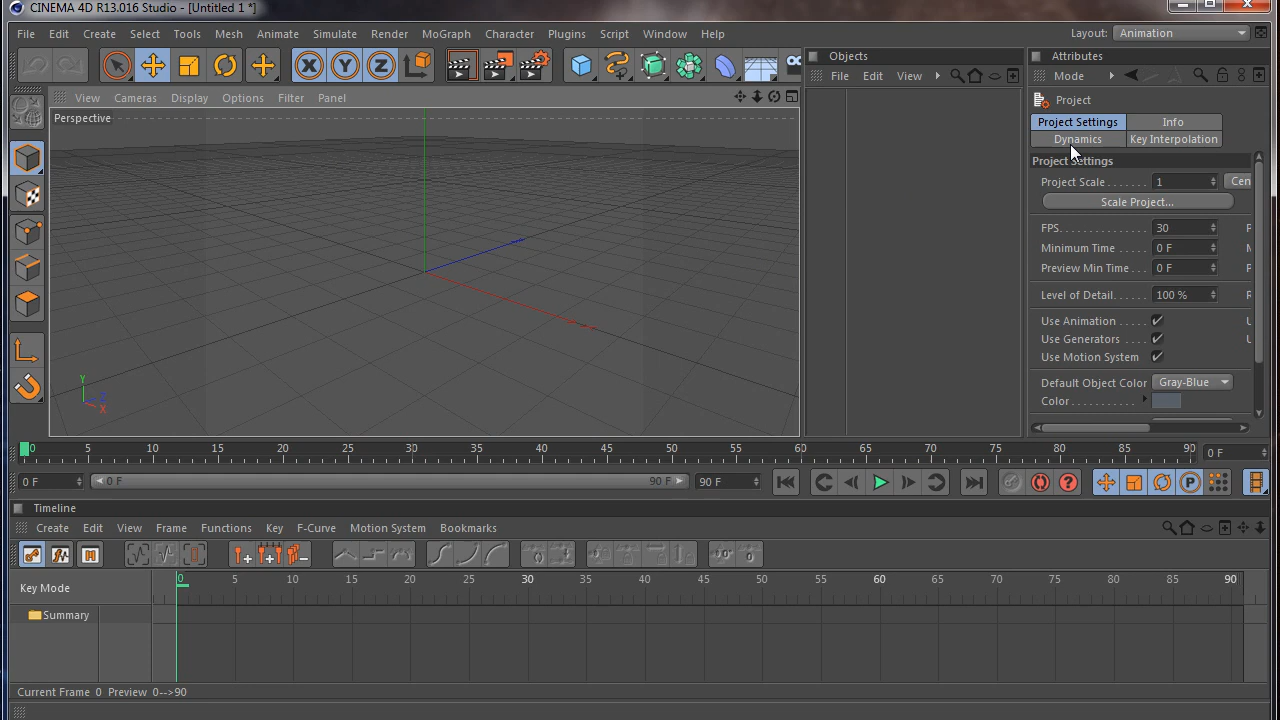 CINEMA 4D R13.016 Studio - [Untitled 1 *]
File Edit Create Select Tools Mesh Animate Simulate Render MoGraph Character Plugins Script Window Help
Layout: Animation
X Y Z
View Cameras Display Options Filter Panel
Perspective
Y
Z
X
Objects
File Edit View
Attributes
Mode
Project
Project Settings Info
Dynamics Key Interpolation
Project Settings
Project Scale . . . . . . . 1 Cen
Scale Project...
FPS. . . . . . . . . . . . . . 30 F
Minimum Time . . . . 0 F M
Preview Min Time . . . 0 F F
Level of Detail. . . . . . 100 % R
Use Animation . . . . . U
Use Generators . . . . U
Use Motion System
Default Object Color Gray-Blue
Color. . . . . . . . . . .
0 5 10 15 20 25 30 35 40 45 50 55 60 65 70 75 80 85 90 0 F
0 F 0 F 90 F 90 F
P
Timeline
Create Edit View Frame Functions Key F-Curve Motion System Bookmarks
Key Mode
0 5 10 15 20 25 30 35 40 45 50 55 60 65 70 75 80 85 90
Summary
Current Frame 0 Preview 0-->90